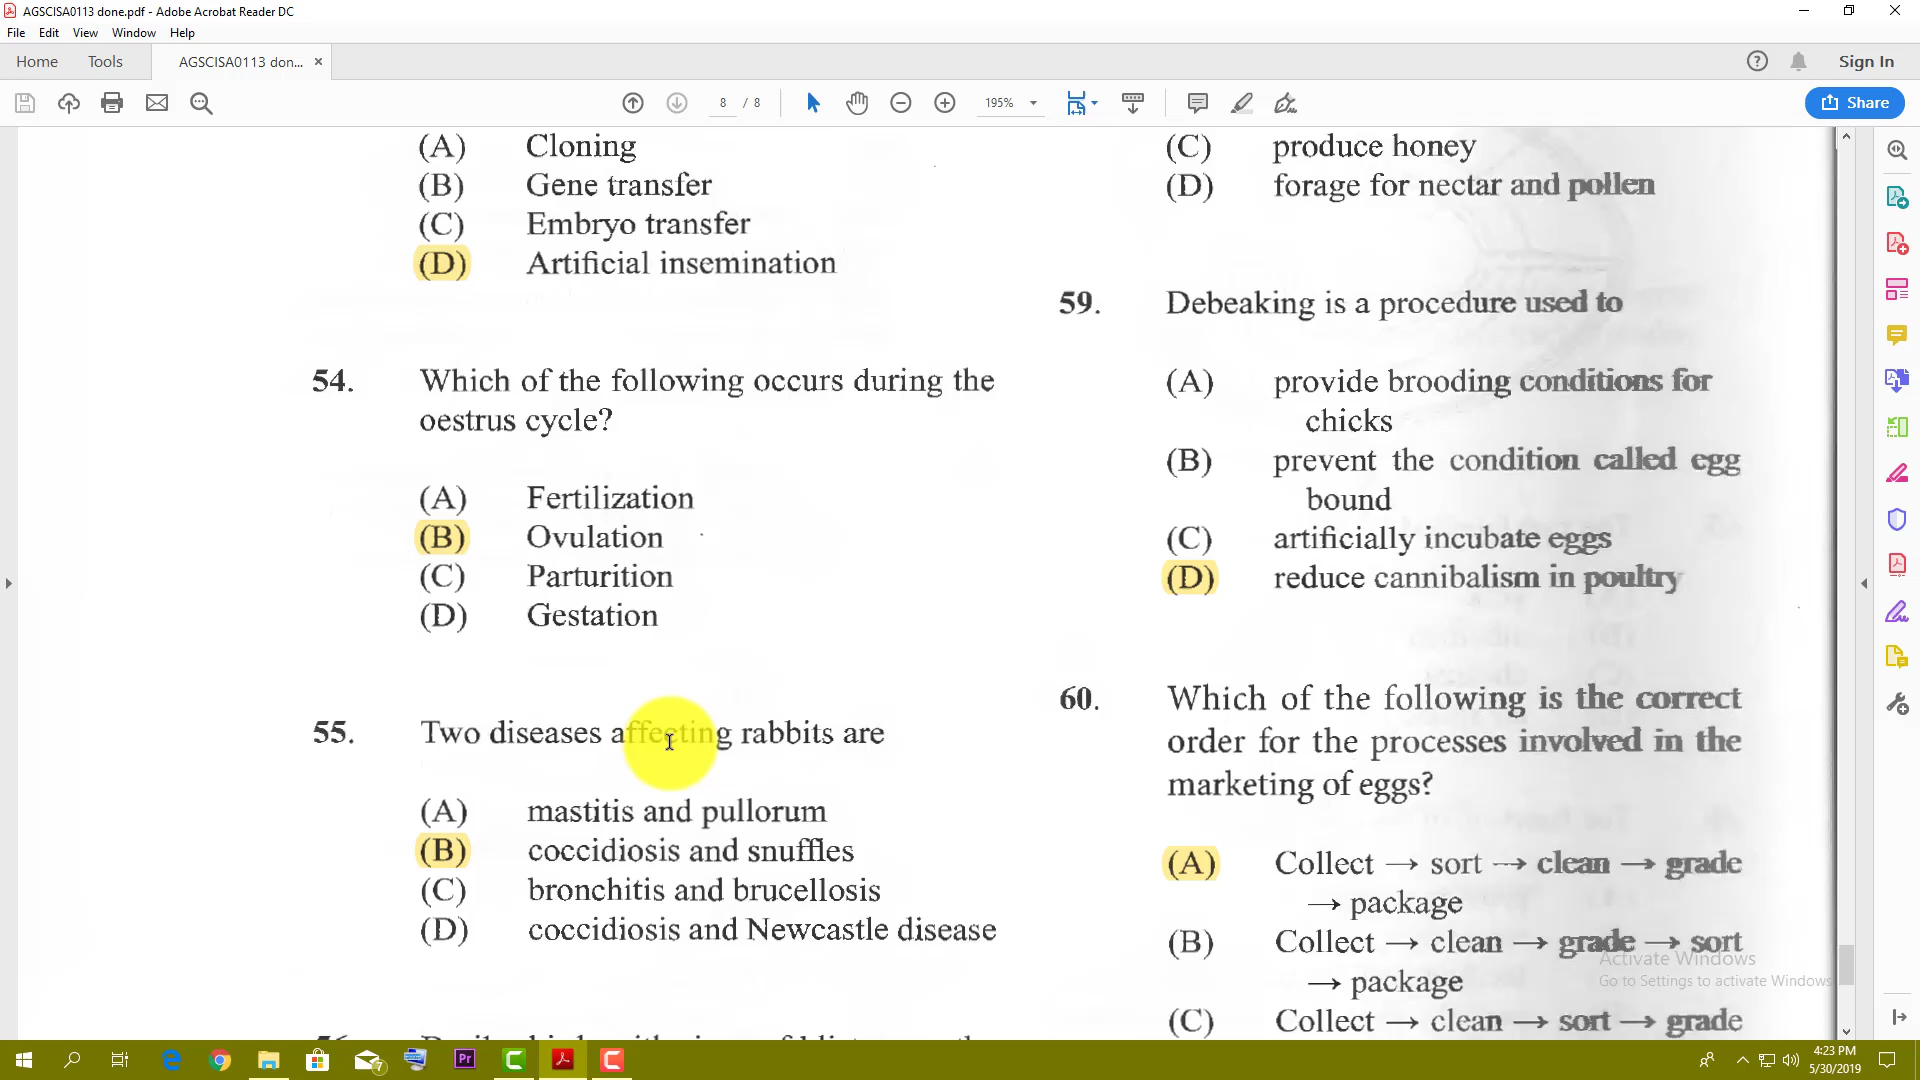 AGSCISA0113 done.pdf - Adobe Acrobat Reader DC
File Edit View Window Help
Home Tools AGSCISA0113 don... × Sign In
8 / 8 195% Share
(A) Cloning
(B) Gene transfer
(C) Embryo transfer
(D) Artificial insemination
54. Which of the following occurs during the
oestrus cycle?
(A) Fertilization
(B) Ovulation
(C) Parturition
(D) Gestation
55. Two diseases affecting rabbits are
(A) mastitis and pullorum
(B) coccidiosis and snuffles
(C) bronchitis and brucellosis
(D) coccidiosis and Newcastle disease
(C) produce honey
(D) forage for nectar and pollen
59. Debeaking is a procedure used to
(A) provide brooding conditions for
chicks
(B) prevent the condition called egg
bound
(C) artificially incubate eggs
(D) reduce cannibalism in poultry
60. Which of the following is the correct
order for the processes involved in the
marketing of eggs?
(A) Collect → sort → clean → grade
→ package
(B) Collect → clean → grade → sort
→ package
(C) Collect → clean → sort → grade
Activate Windows
Go to Settings to activate Windows
7
Pr
4:23 PM
5/30/2019